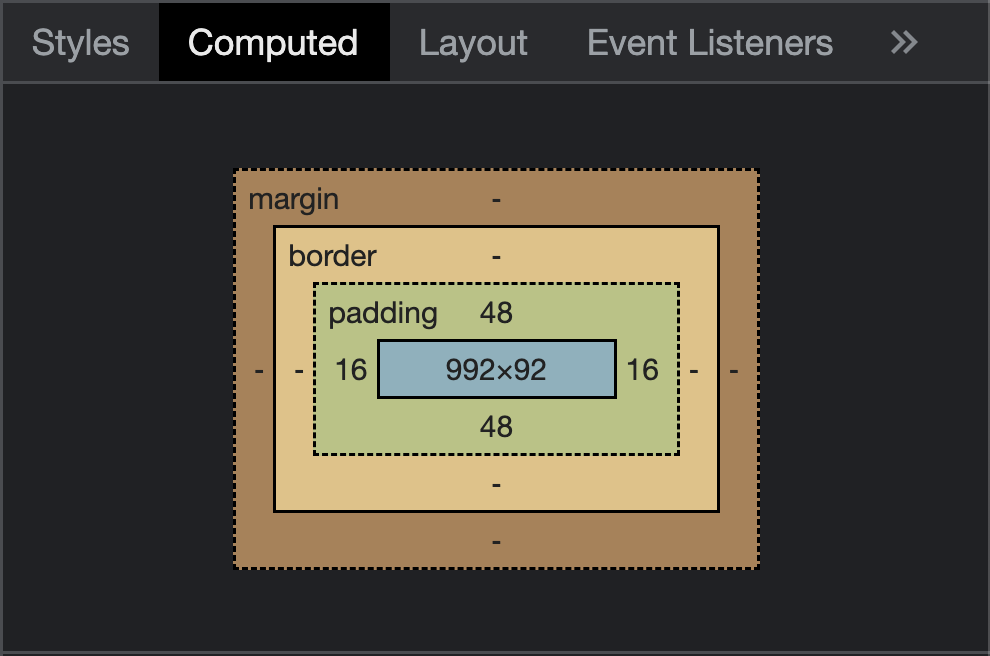 Styles Computed Layout Event Listeners »
margin -
border -
padding 48
- - 16 992×92 16 - -
48
-
-